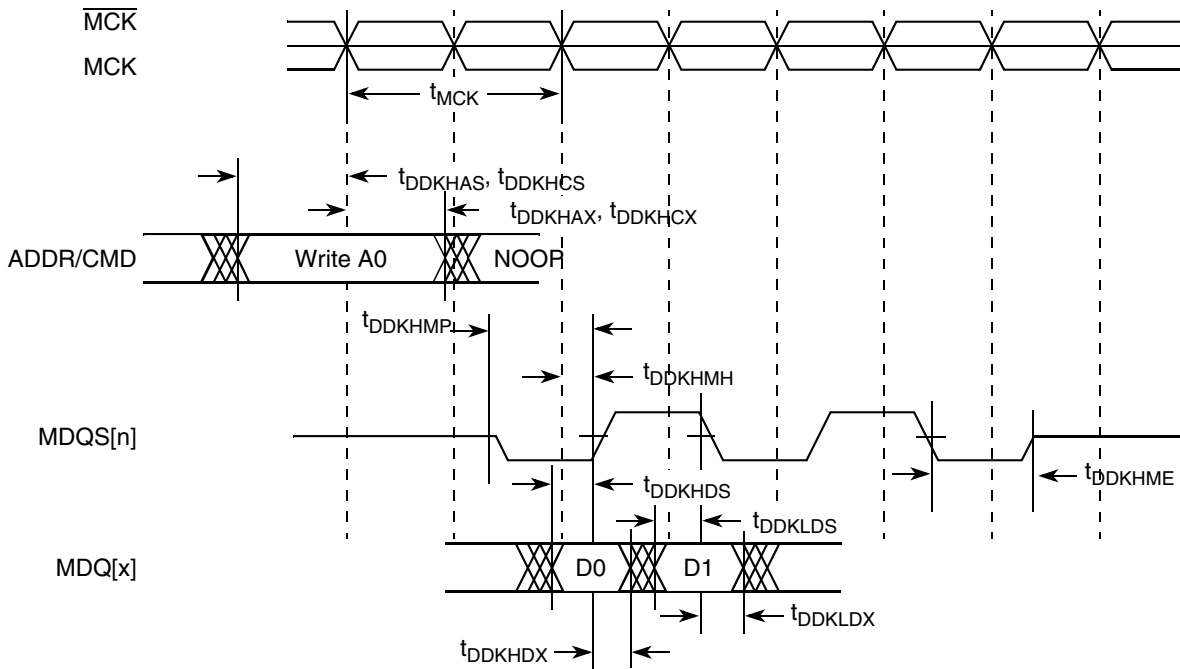 MCK
MCK
tMCK
tDDKHAS, tDDKHCS
tDDKHAX, tDDKHCX
ADDR/CMD
Write A0
NOOP
tDDKHMP
tDDKHMH
MDQS[n]
tDDKHME
tDDKHDS
tDDKLDS
MDQ[x]
D0
D1
tDDKLDX
tDDKHDX